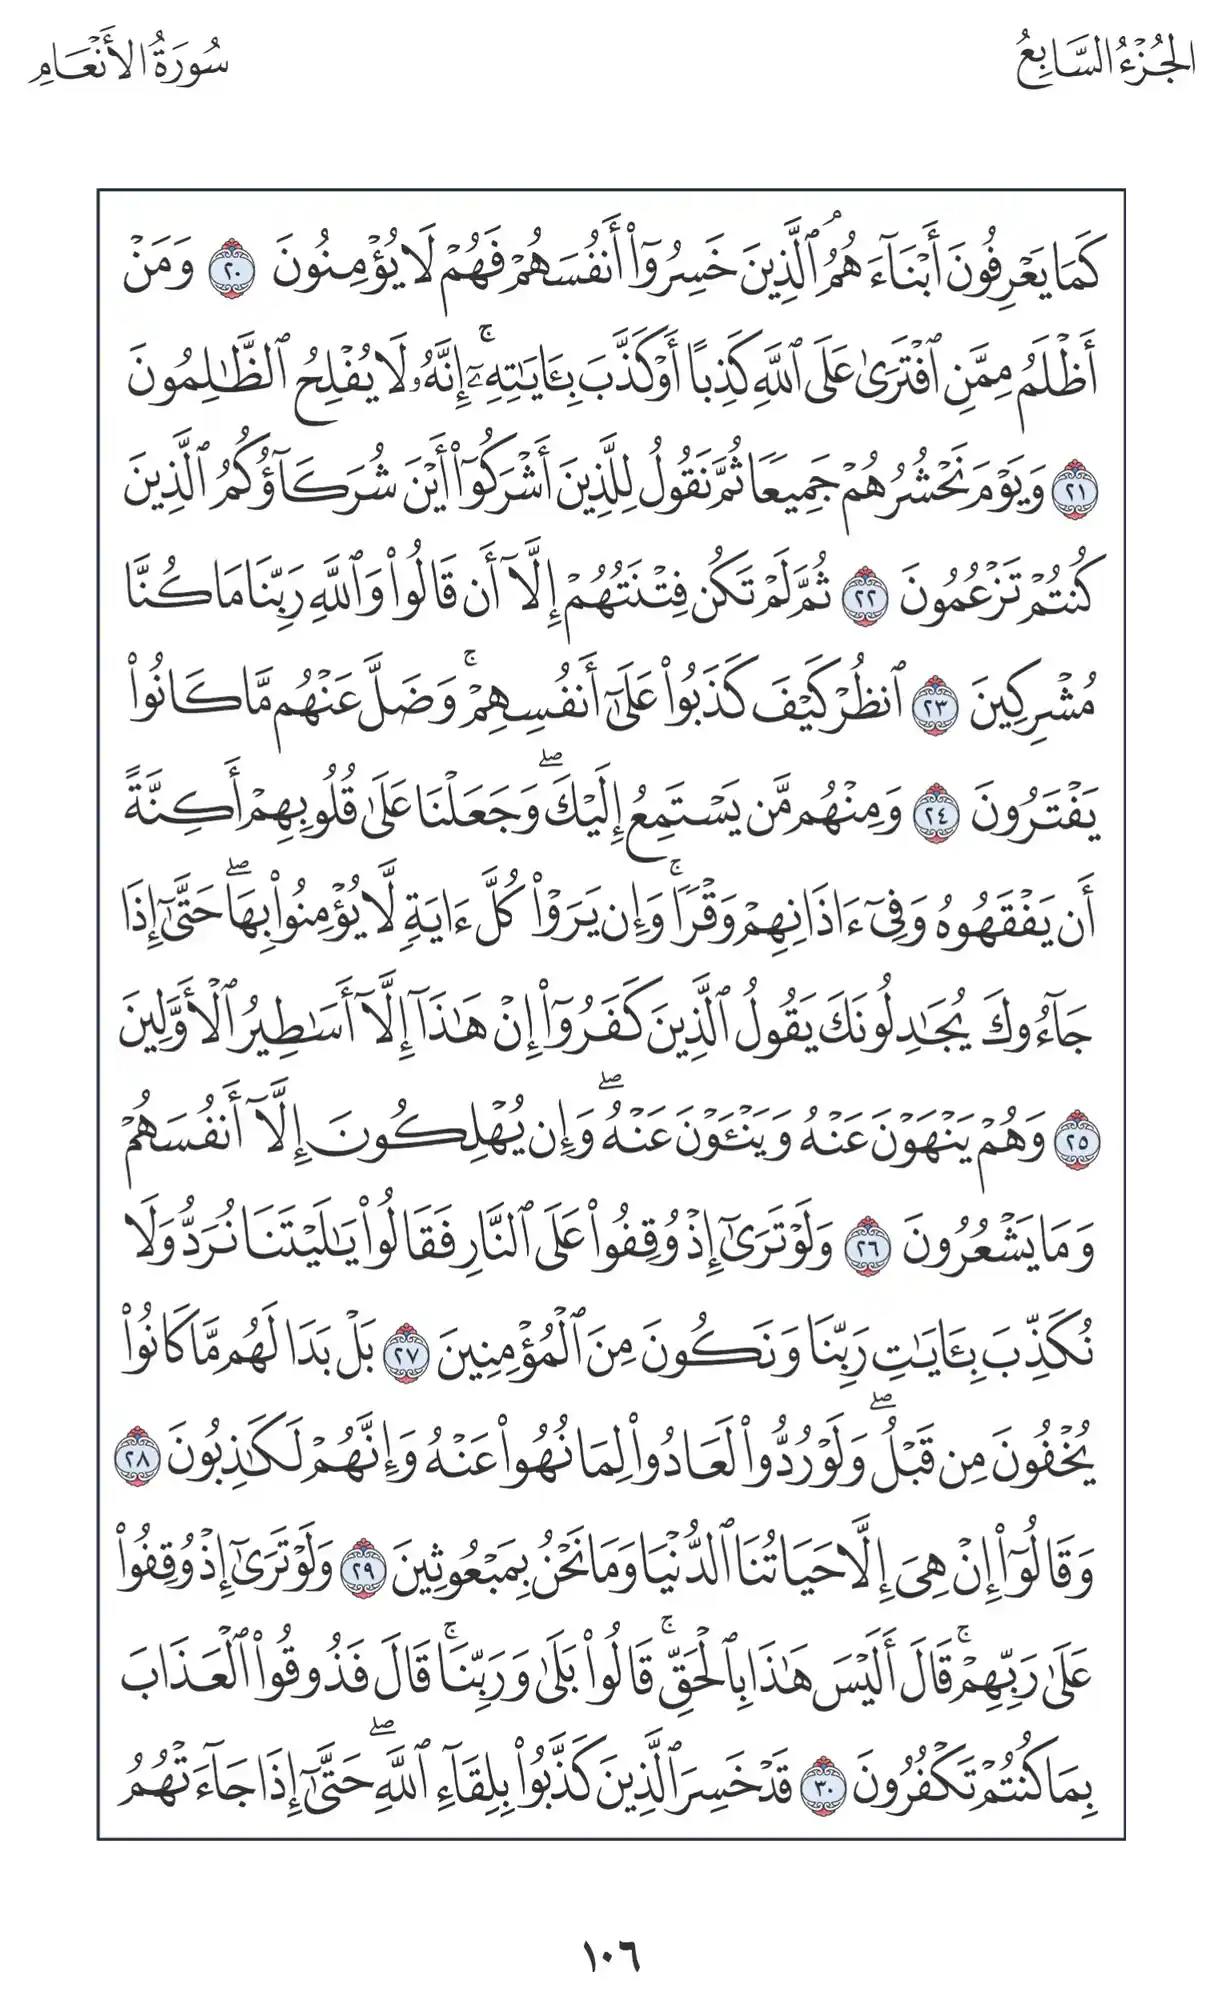 الجُزْءُ السَّابِعُ
سُورَةُ الأَنْعَامِ
كَمَا يَعْرِفُونَ أَبْنَآءَ هُمُ ٱلَّذِينَ خَسِرُوٓاْ أَنفُسَهُمْ فَهُمْ لَا يُؤْمِنُونَ ٢٠ وَمَنْ
أَظْلَمُ مِمَّنِ ٱفْتَرَىٰ عَلَى ٱللَّهِ كَذِبًا أَوْ كَذَّبَ بِـَٔايَٰتِهِۦٓۚ إِنَّهُۥ لَا يُفْلِحُ ٱلظَّٰلِمُونَ
٢١ وَيَوْمَ نَحْشُرُهُمْ جَمِيعًا ثُمَّ نَقُولُ لِلَّذِينَ أَشْرَكُوٓاْ أَيْنَ شُرَكَآؤُكُمُ ٱلَّذِينَ
كُنتُمْ تَزْعُمُونَ ٢٢ ثُمَّ لَمْ تَكُن فِتْنَتُهُمْ إِلَّآ أَن قَالُواْ وَٱللَّهِ رَبِّنَا مَا كُنَّا
مُشْرِكِينَ ٢٣ ٱنظُرْ كَيْفَ كَذَبُواْ عَلَىٰٓ أَنفُسِهِمْۚ وَضَلَّ عَنْهُم مَّا كَانُواْ
يَفْتَرُونَ ٢٤ وَمِنْهُم مَّن يَسْتَمِعُ إِلَيْكَۖ وَجَعَلْنَا عَلَىٰ قُلُوبِهِمْ أَكِنَّةً
أَن يَفْقَهُوهُ وَفِىٓ ءَاذَانِهِمْ وَقْرًاۚ وَإِن يَرَوْاْ كُلَّ ءَايَةٍ لَّا يُؤْمِنُواْ بِهَاۖ حَتَّىٰٓ إِذَا
جَآءُوكَ يُجَٰدِلُونَكَ يَقُولُ ٱلَّذِينَ كَفَرُوٓاْ إِنْ هَٰذَآ إِلَّآ أَسَٰطِيرُ ٱلْأَوَّلِينَ
٢٥ وَهُمْ يَنْهَوْنَ عَنْهُ وَيَنْـَٔوْنَ عَنْهُۖ وَإِن يُهْلِكُونَ إِلَّآ أَنفُسَهُمْ
وَمَا يَشْعُرُونَ ٢٦ وَلَوْ تَرَىٰٓ إِذْ وُقِفُواْ عَلَى ٱلنَّارِ فَقَالُواْ يَٰلَيْتَنَا نُرَدُّ وَلَا
نُكَذِّبَ بِـَٔايَٰتِ رَبِّنَا وَنَكُونَ مِنَ ٱلْمُؤْمِنِينَ ٢٧ بَلْ بَدَا لَهُم مَّا كَانُواْ
يُخْفُونَ مِن قَبْلُۖ وَلَوْ رُدُّواْ لَعَادُواْ لِمَا نُهُواْ عَنْهُ وَإِنَّهُمْ لَكَٰذِبُونَ ٢٨
وَقَالُوٓاْ إِنْ هِىَ إِلَّا حَيَاتُنَا ٱلدُّنْيَا وَمَا نَحْنُ بِمَبْعُوثِينَ ٢٩ وَلَوْ تَرَىٰٓ إِذْ وُقِفُواْ
عَلَىٰ رَبِّهِمْۚ قَالَ أَلَيْسَ هَٰذَا بِٱلْحَقِّۚ قَالُواْ بَلَىٰ وَرَبِّنَاۚ قَالَ فَذُوقُواْ ٱلْعَذَابَ
بِمَا كُنتُمْ تَكْفُرُونَ ٣٠ قَدْ خَسِرَ ٱلَّذِينَ كَذَّبُواْ بِلِقَآءِ ٱللَّهِۖ حَتَّىٰٓ إِذَا جَآءَتْهُمُ
١٠٦